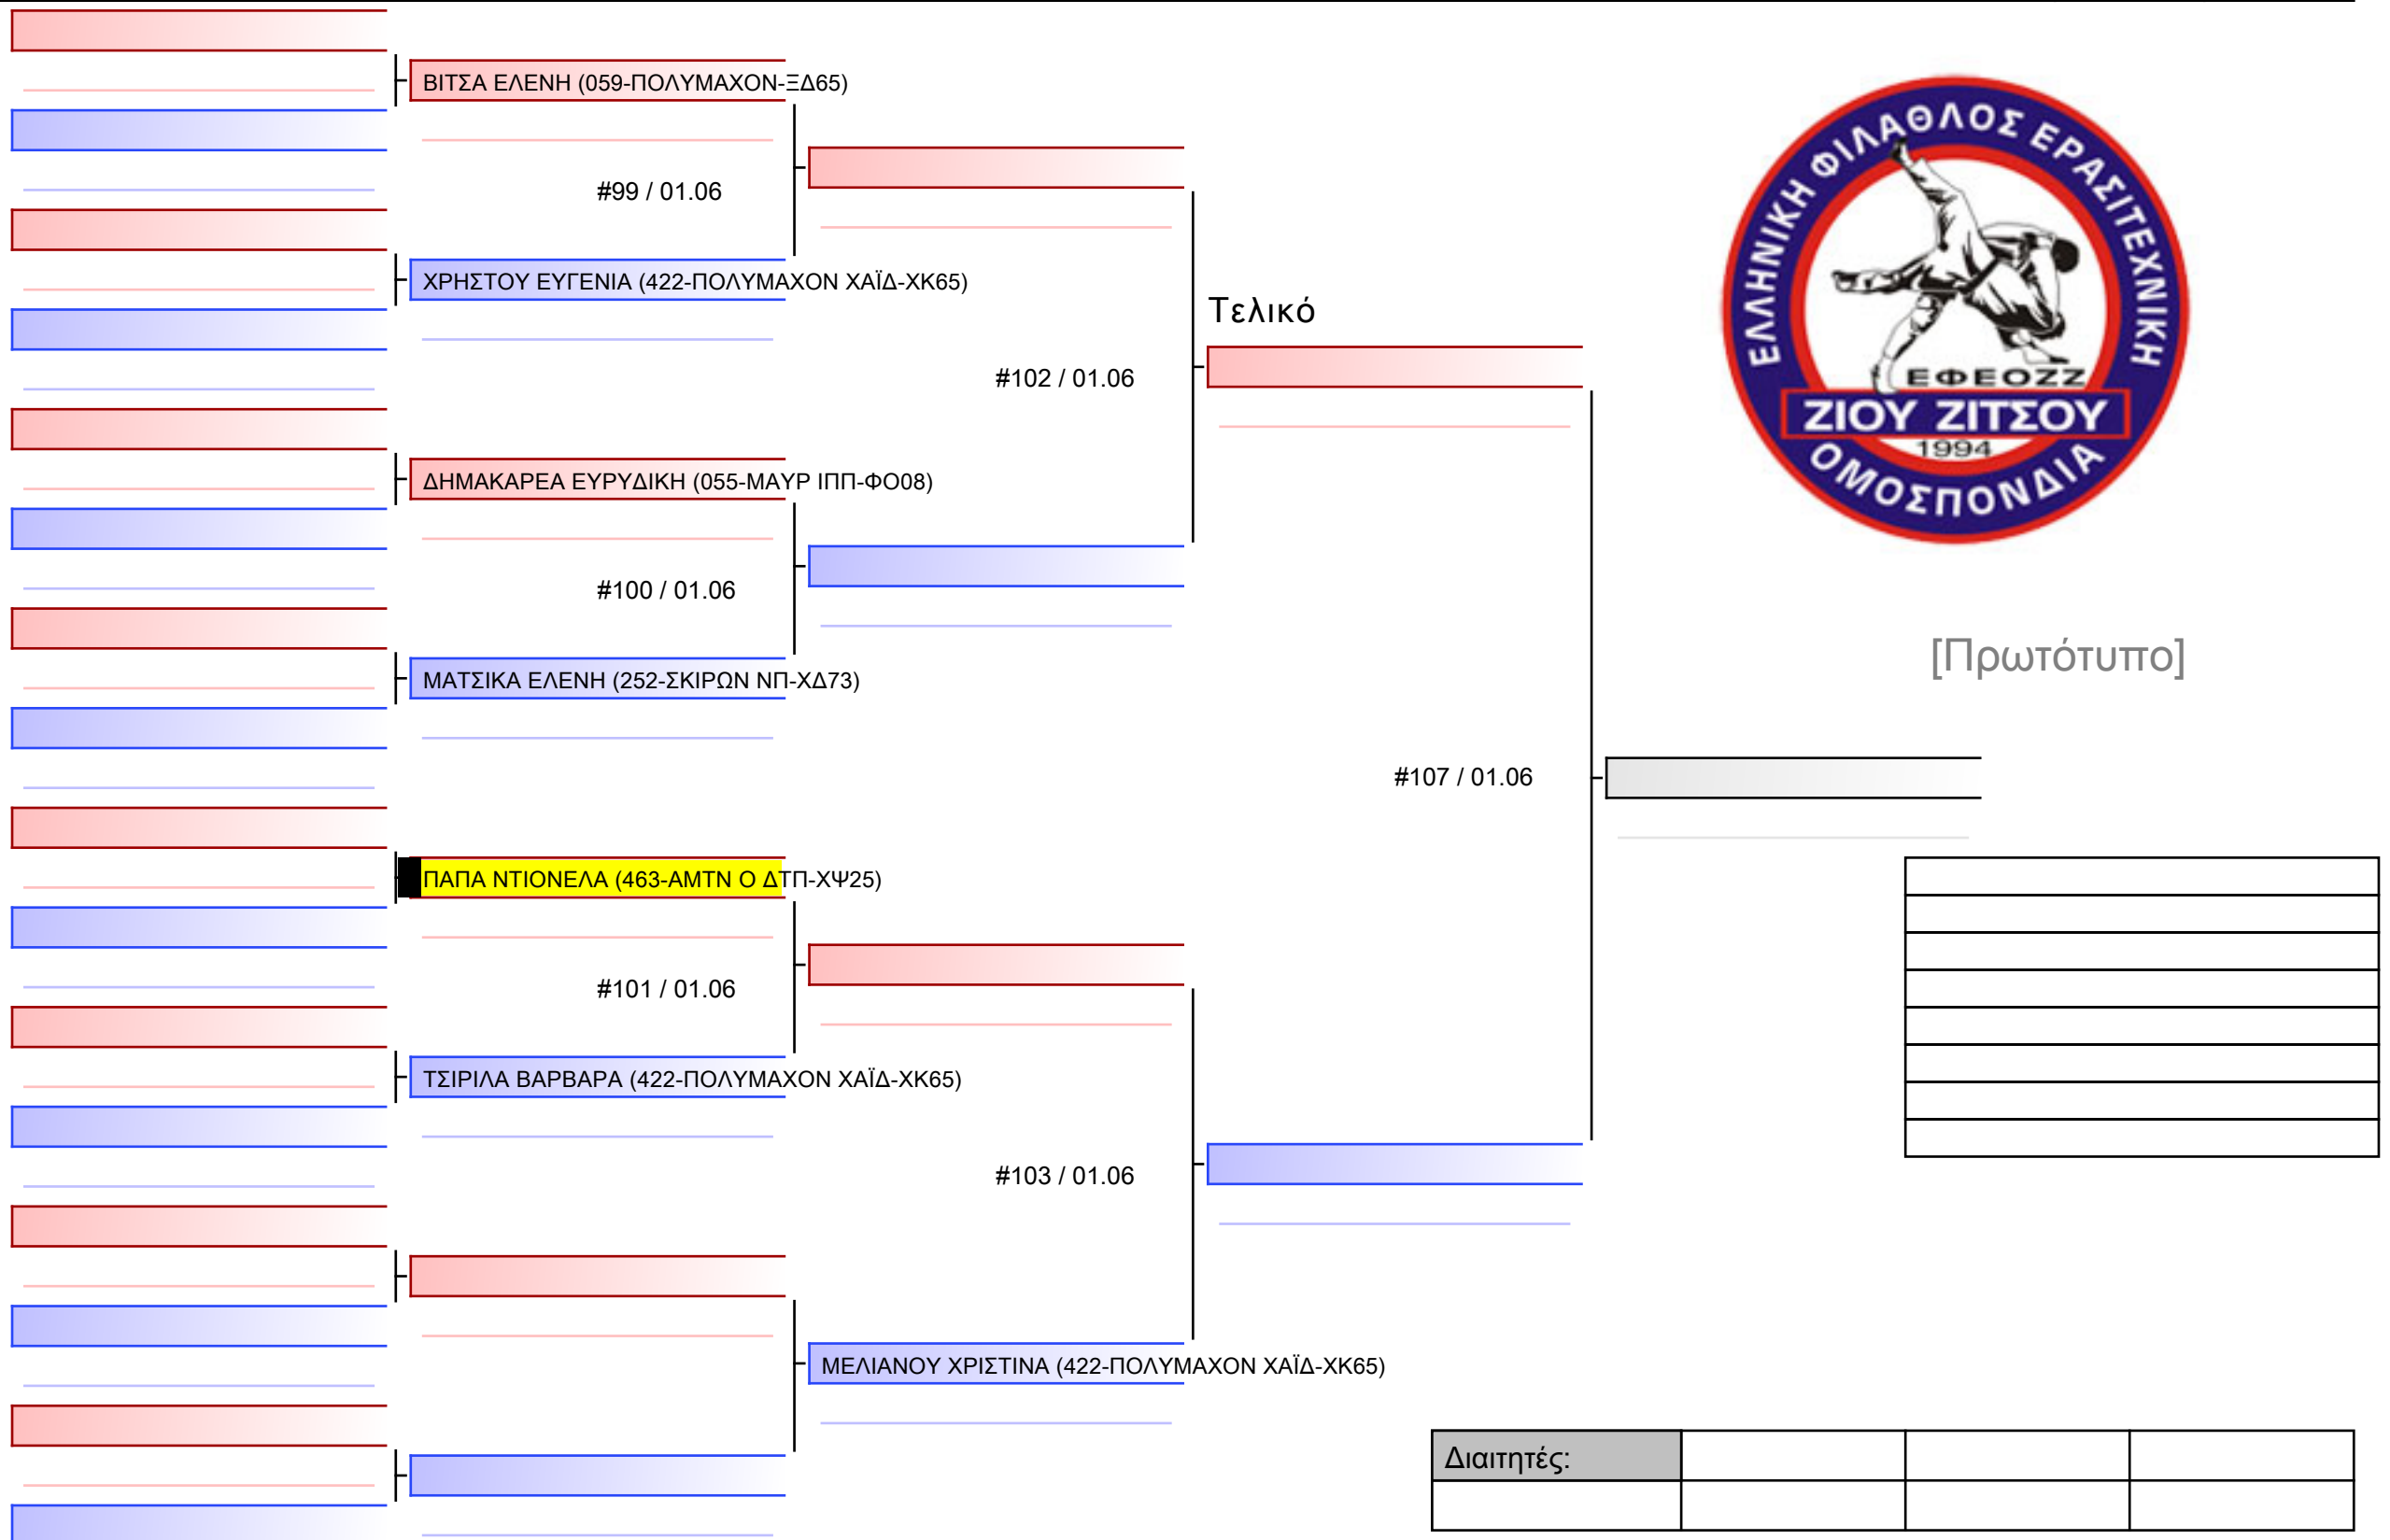 ΒΙΤΣΑ ΕΛΕΝΗ (059-ΠΟΛΥΜΑΧΟΝ-ΞΔ65)
#99 / 01.06
ΧΡΗΣΤΟΥ ΕΥΓΕΝΙΑ (422-ΠΟΛΥΜΑΧΟΝ ΧΑΪΔ-ΧΚ65)
Τελικό
#102 / 01.06
ΔΗΜΑΚΑΡΕΑ ΕΥΡΥΔΙΚΗ (055-ΜΑΥΡ ΙΠΠ-ΦΟ08)
#100 / 01.06
ΜΑΤΣΙΚΑ ΕΛΕΝΗ (252-ΣΚΙΡΩΝ ΝΠ-ΧΔ73)
#107 / 01.06
ΠΑΠΑ ΝΤΙΟΝΕΛΑ (463-ΑΜΤΝ Ο ΔΤΠ-ΧΨ25)
#101 / 01.06
ΤΣΙΡΙΛΑ ΒΑΡΒΑΡΑ (422-ΠΟΛΥΜΑΧΟΝ ΧΑΪΔ-ΧΚ65)
#103 / 01.06
ΜΕΛΙΑΝΟΥ ΧΡΙΣΤΙΝΑ (422-ΠΟΛΥΜΑΧΟΝ ΧΑΪΔ-ΧΚ65)
ΕΛΛΗΝΙΚΗ ΦΙΛΑΘΛΟΣ ΕΡΑΣΙΤΕΧΝΙΚΗ
ΕΦΕΟΖΖ
ΖΙΟΥ ΖΙΤΣΟΥ
1994
ΟΜΟΣΠΟΝΔΙΑ
[Πρωτότυπο]
Διαιτητές: